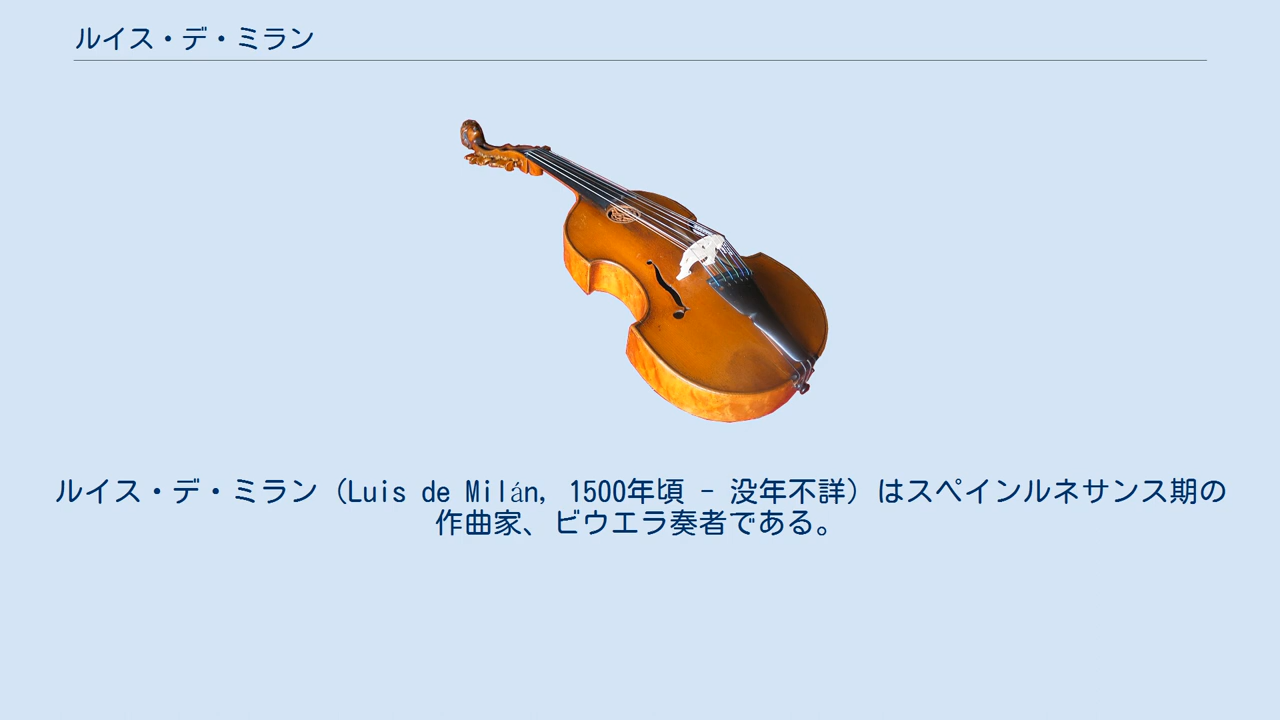 ルイス・デ・ミラン
ルイス・デ・ミラン（Luis de Milán, 1500年頃 - 没年不詳）はスペインルネサンス期の
作曲家、ビウエラ奏者である。